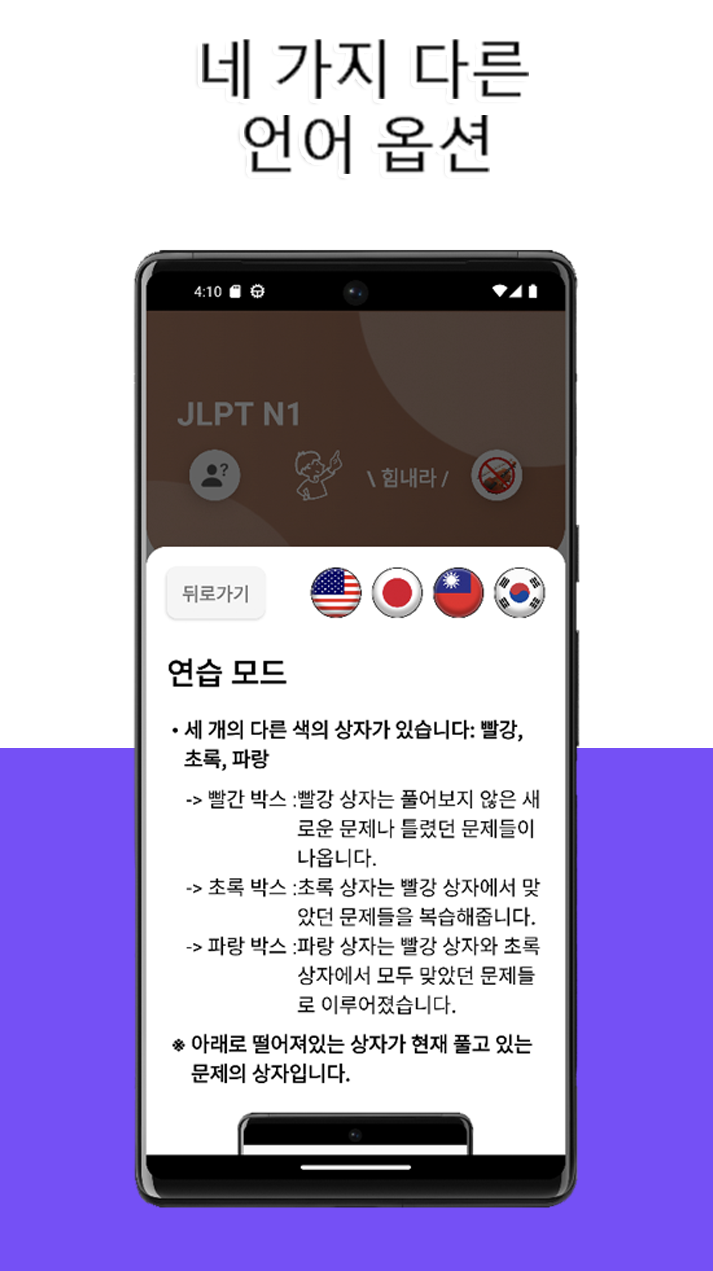 네 가지 다른
언어 옵션
4:10
JLPT N1
?
\ 힘내라 /
뒤로가기
연습 모드
• 세 개의 다른 색의 상자가 있습니다: 빨강,
초록, 파랑
-> 빨간 박스 :빨강 상자는 풀어보지 않은 새
로운 문제나 틀렸던 문제들이
나옵니다.
-> 초록 박스 :초록 상자는 빨강 상자에서 맞
았던 문제들을 복습해줍니다.
-> 파랑 박스 :파랑 상자는 빨강 상자와 초록
상자에서 모두 맞았던 문제들
로 이루어졌습니다.
※ 아래로 떨어져있는 상자가 현재 풀고 있는
문제의 상자입니다.